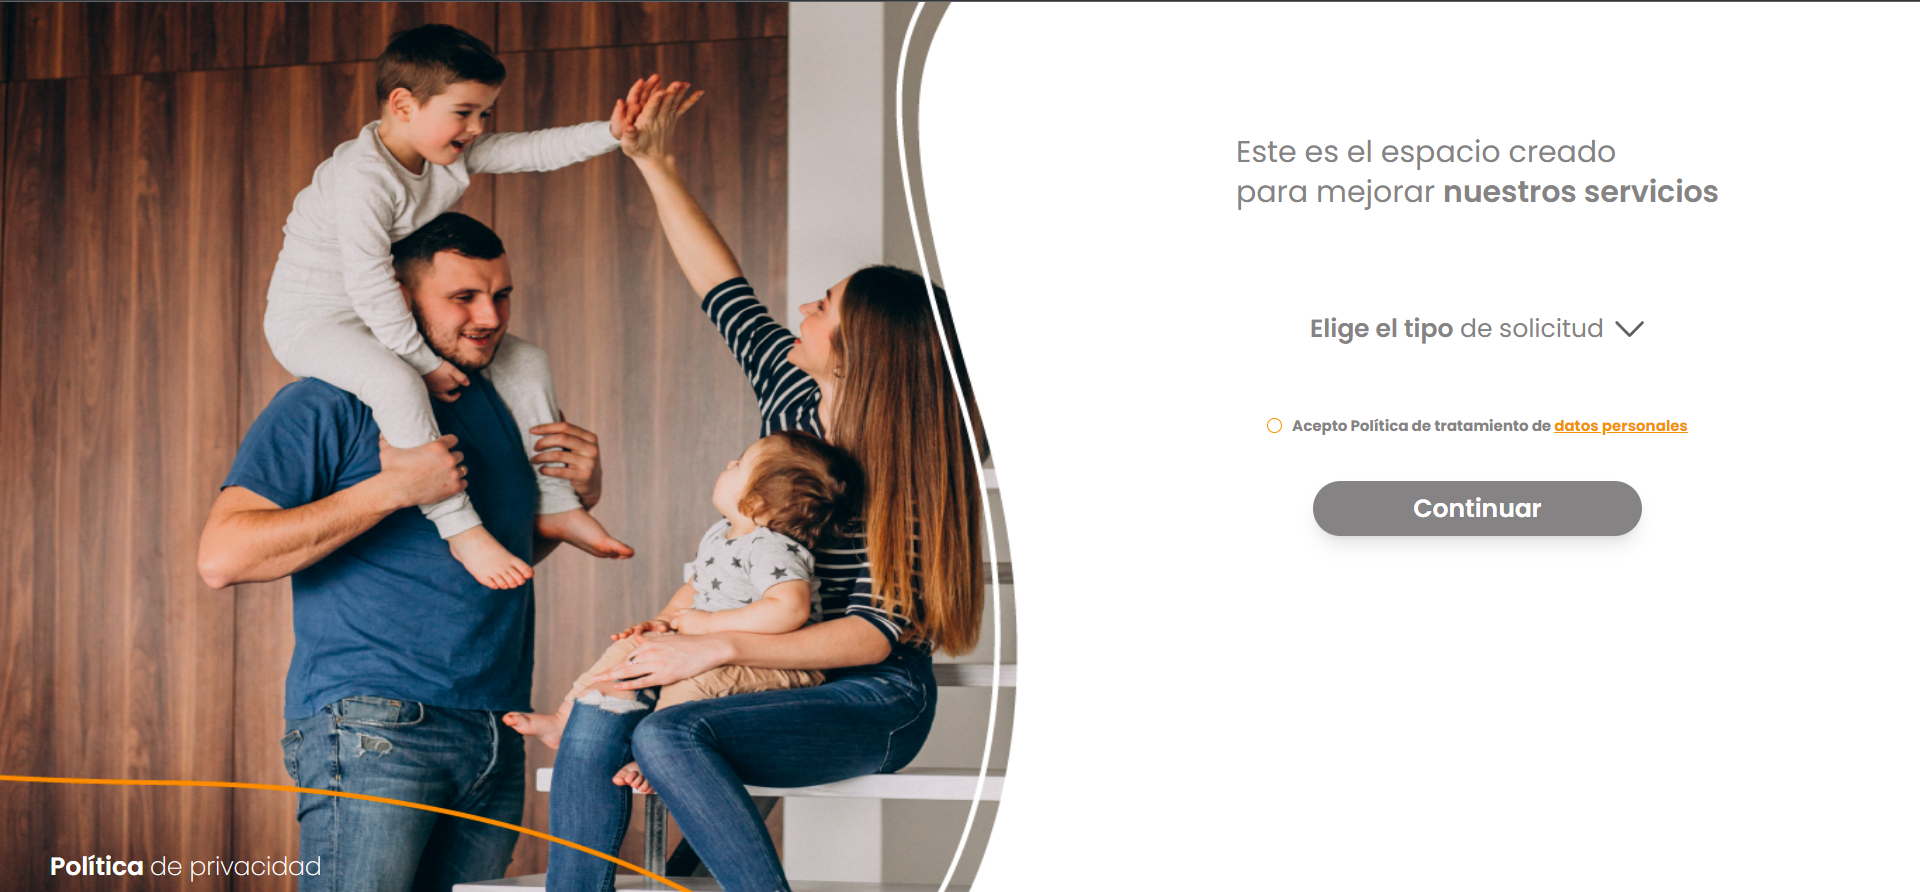 Este es el espacio creado
para mejorar nuestros servicios
Elige el tipo de solicitud
Acepto Política de tratamiento de datos personales
Continuar
Política de privacidad